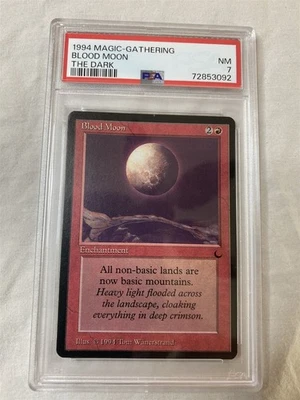 1994 MAGIC-GATHERING
BLOOD MOON
THE DARK
NM
7
PSA
72853092
Blood Moon
2
Enchantment
All non-basic lands are
now basic mountains.
Heavy light flooded across
the landscape, cloaking
everything in deep crimson.
Illus. © 1994 Tom Wanerstrand